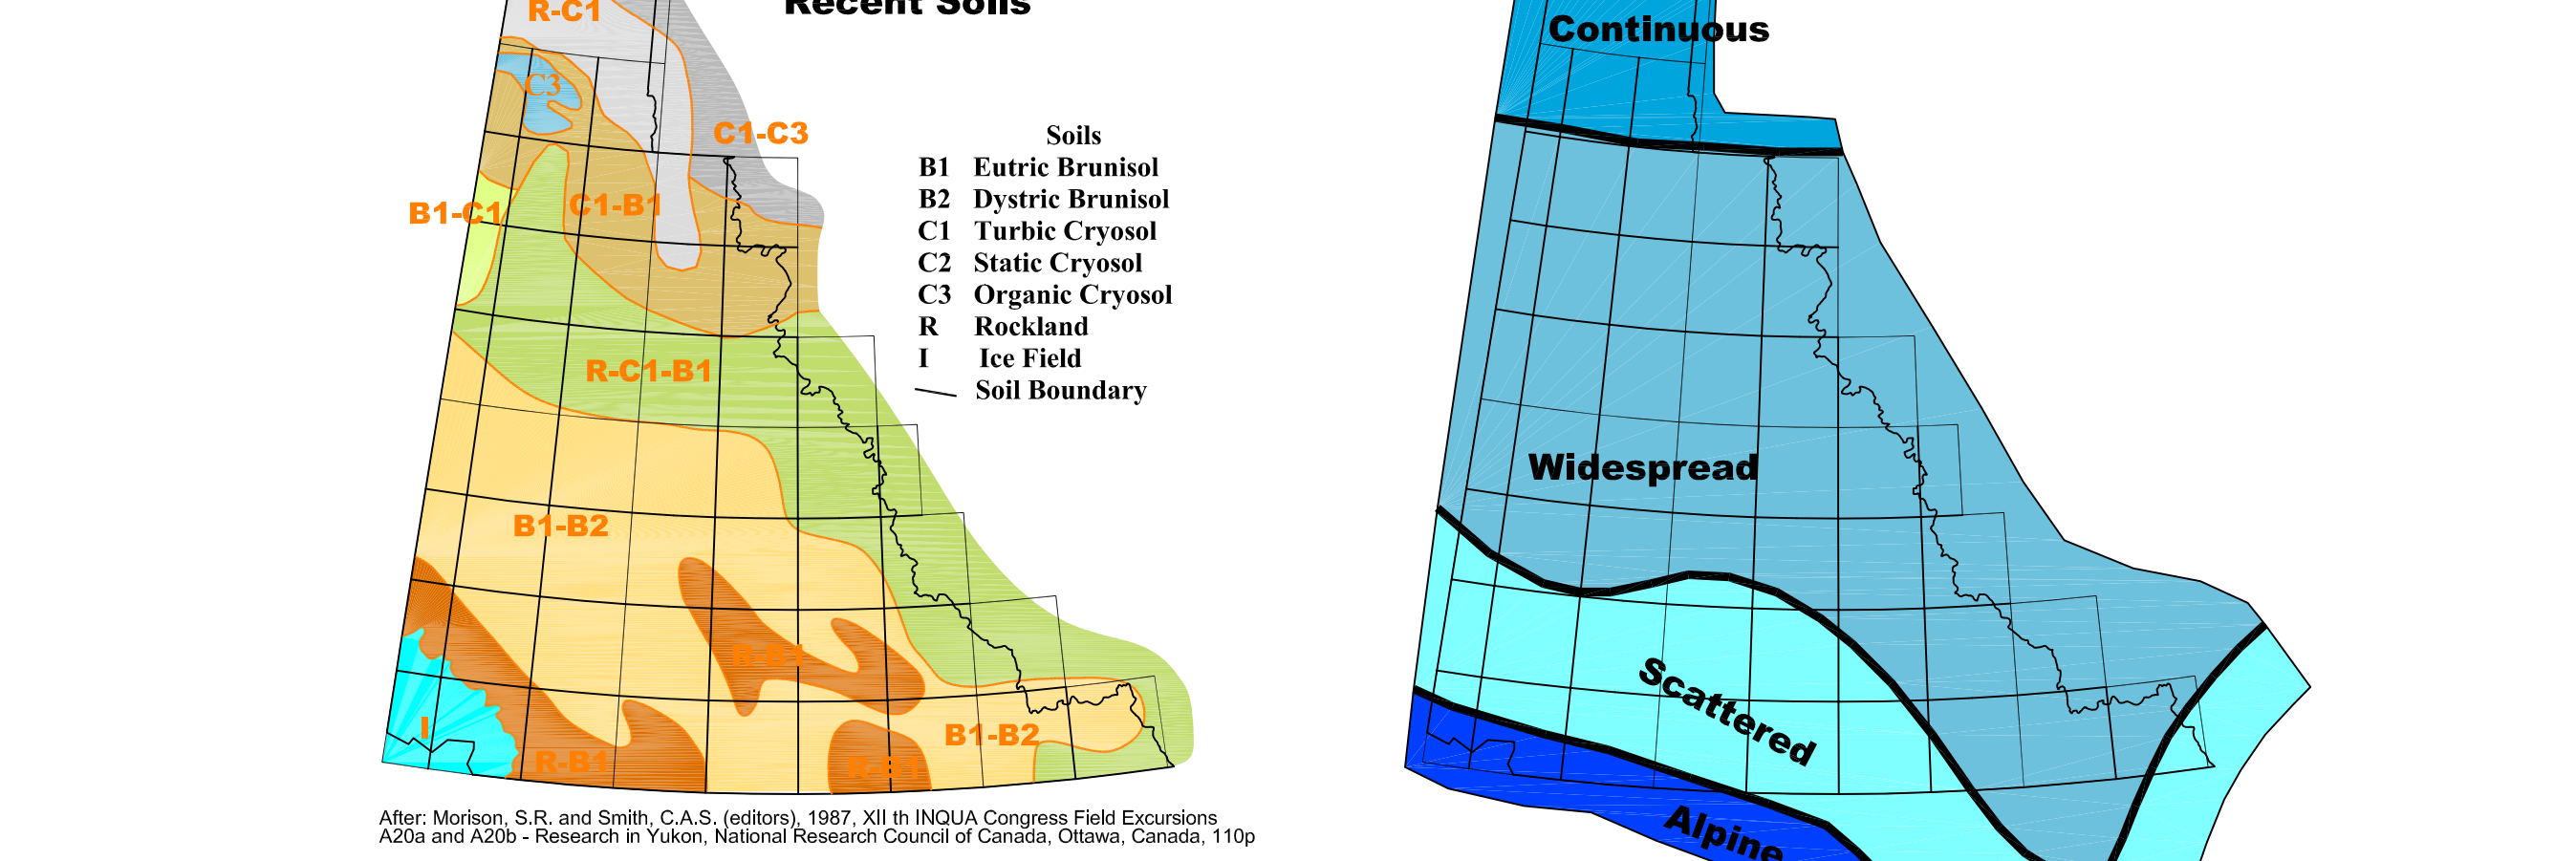 R-C1
Recent Soils
C3
C1-C3
B1-C1
C1-B1
R-C1-B1
B1-B2
R-B1
B1-B2
I
R-B1
R-B1
Soils
B1 Eutric Brunisol
B2 Dystric Brunisol
C1 Turbic Cryosol
C2 Static Cryosol
C3 Organic Cryosol
R Rockland
I Ice Field
Soil Boundary
After: Morison, S.R. and Smith, C.A.S. (editors), 1987, XII th INQUA Congress Field Excursions
A20a and A20b - Research in Yukon, National Research Council of Canada, Ottawa, Canada, 110p
Continuous
Widespread
Scattered
Alpine